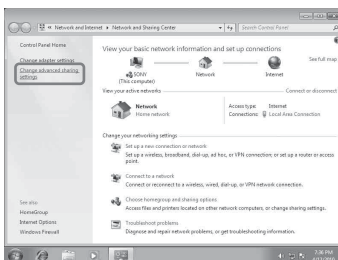 Network and Internet ▸ Network and Sharing Center
Search Control Panel
Control Panel Home
Change adapter settings
Change advanced sharing settings
View your basic network information and set up connections
SONY
(This computer)
Network
Internet
See full map
View your active networks
Connect or disconnect
Network
Home network
Access type: Internet
Connections: Local Area Connection
Change your networking settings
Set up a new connection or network
Set up a wireless, broadband, dial-up, ad hoc, or VPN connection; or set up a router or access point.
Connect to a network
Connect or reconnect to a wireless, wired, dial-up, or VPN network connection.
Choose homegroup and sharing options
Access files and printers located on other network computers, or change sharing settings.
Troubleshoot problems
Diagnose and repair network problems, or get troubleshooting information.
See also
HomeGroup
Internet Options
Windows Firewall
7:36 PM